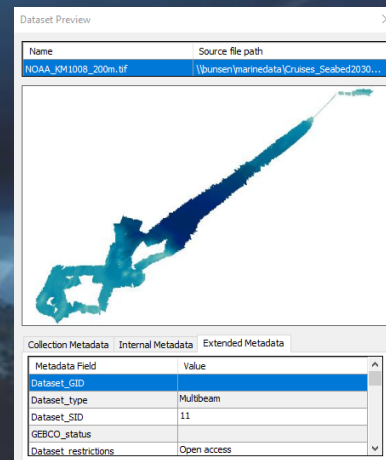 Dataset Preview
Name Source file path
NOAA_KM1008_200m.tif \\bunsen\marinedata\Cruises_Seabed2030...
Collection Metadata Internal Metadata Extended Metadata
Metadata Field Value
Dataset_GID
Dataset_type Multibeam
Dataset_SID 11
GEBCO_status
Dataset_restrictions Open access